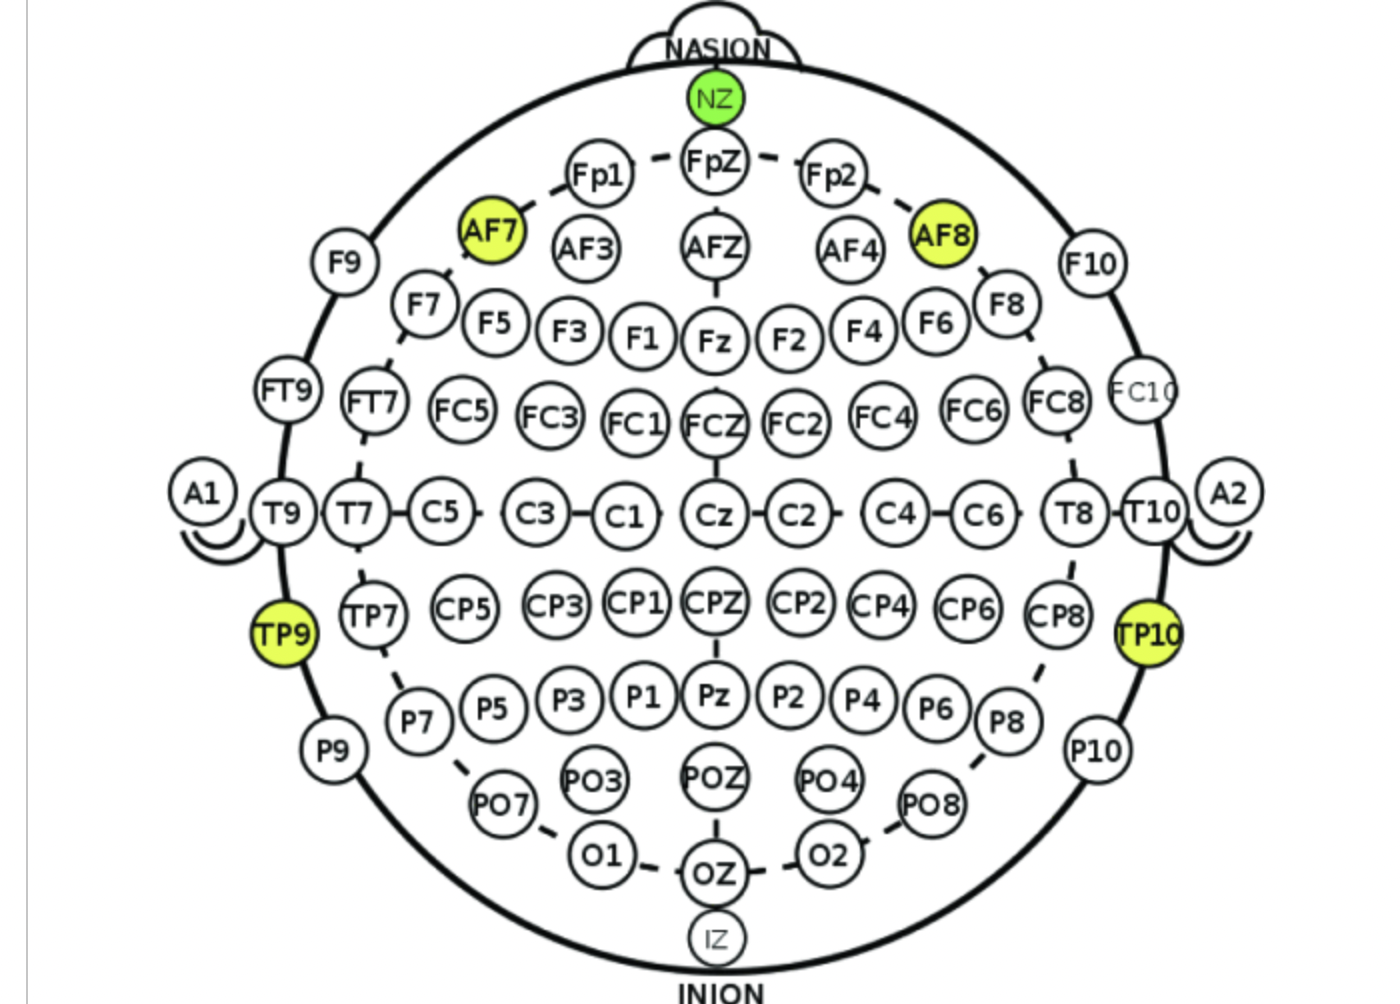 NASION
NZ
Fp1 FpZ Fp2
AF7 AF3 AFZ AF4 AF8
F9 F10
F7 F5 F3 F1 Fz F2 F4 F6 F8
FT9 FT7 FC5 FC3 FC1 FCZ FC2 FC4 FC6 FC8 FC10
A1 A2
T9 T7 C5 C3 C1 Cz C2 C4 C6 T8 T10
TP7 CP5 CP3 CP1 CPZ CP2 CP4 CP6 CP8
TP9 TP10
P7 P5 P3 P1 Pz P2 P4 P6 P8
P9 P10
PO7 PO3 POZ PO4 PO8
O1 OZ O2
IZ
INION